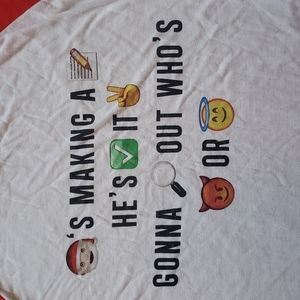 🎅'S MAKING A 📝
HE'S ✅ IT ✌️
GONNA 🔍 OUT WHO'S
😈 OR 😇